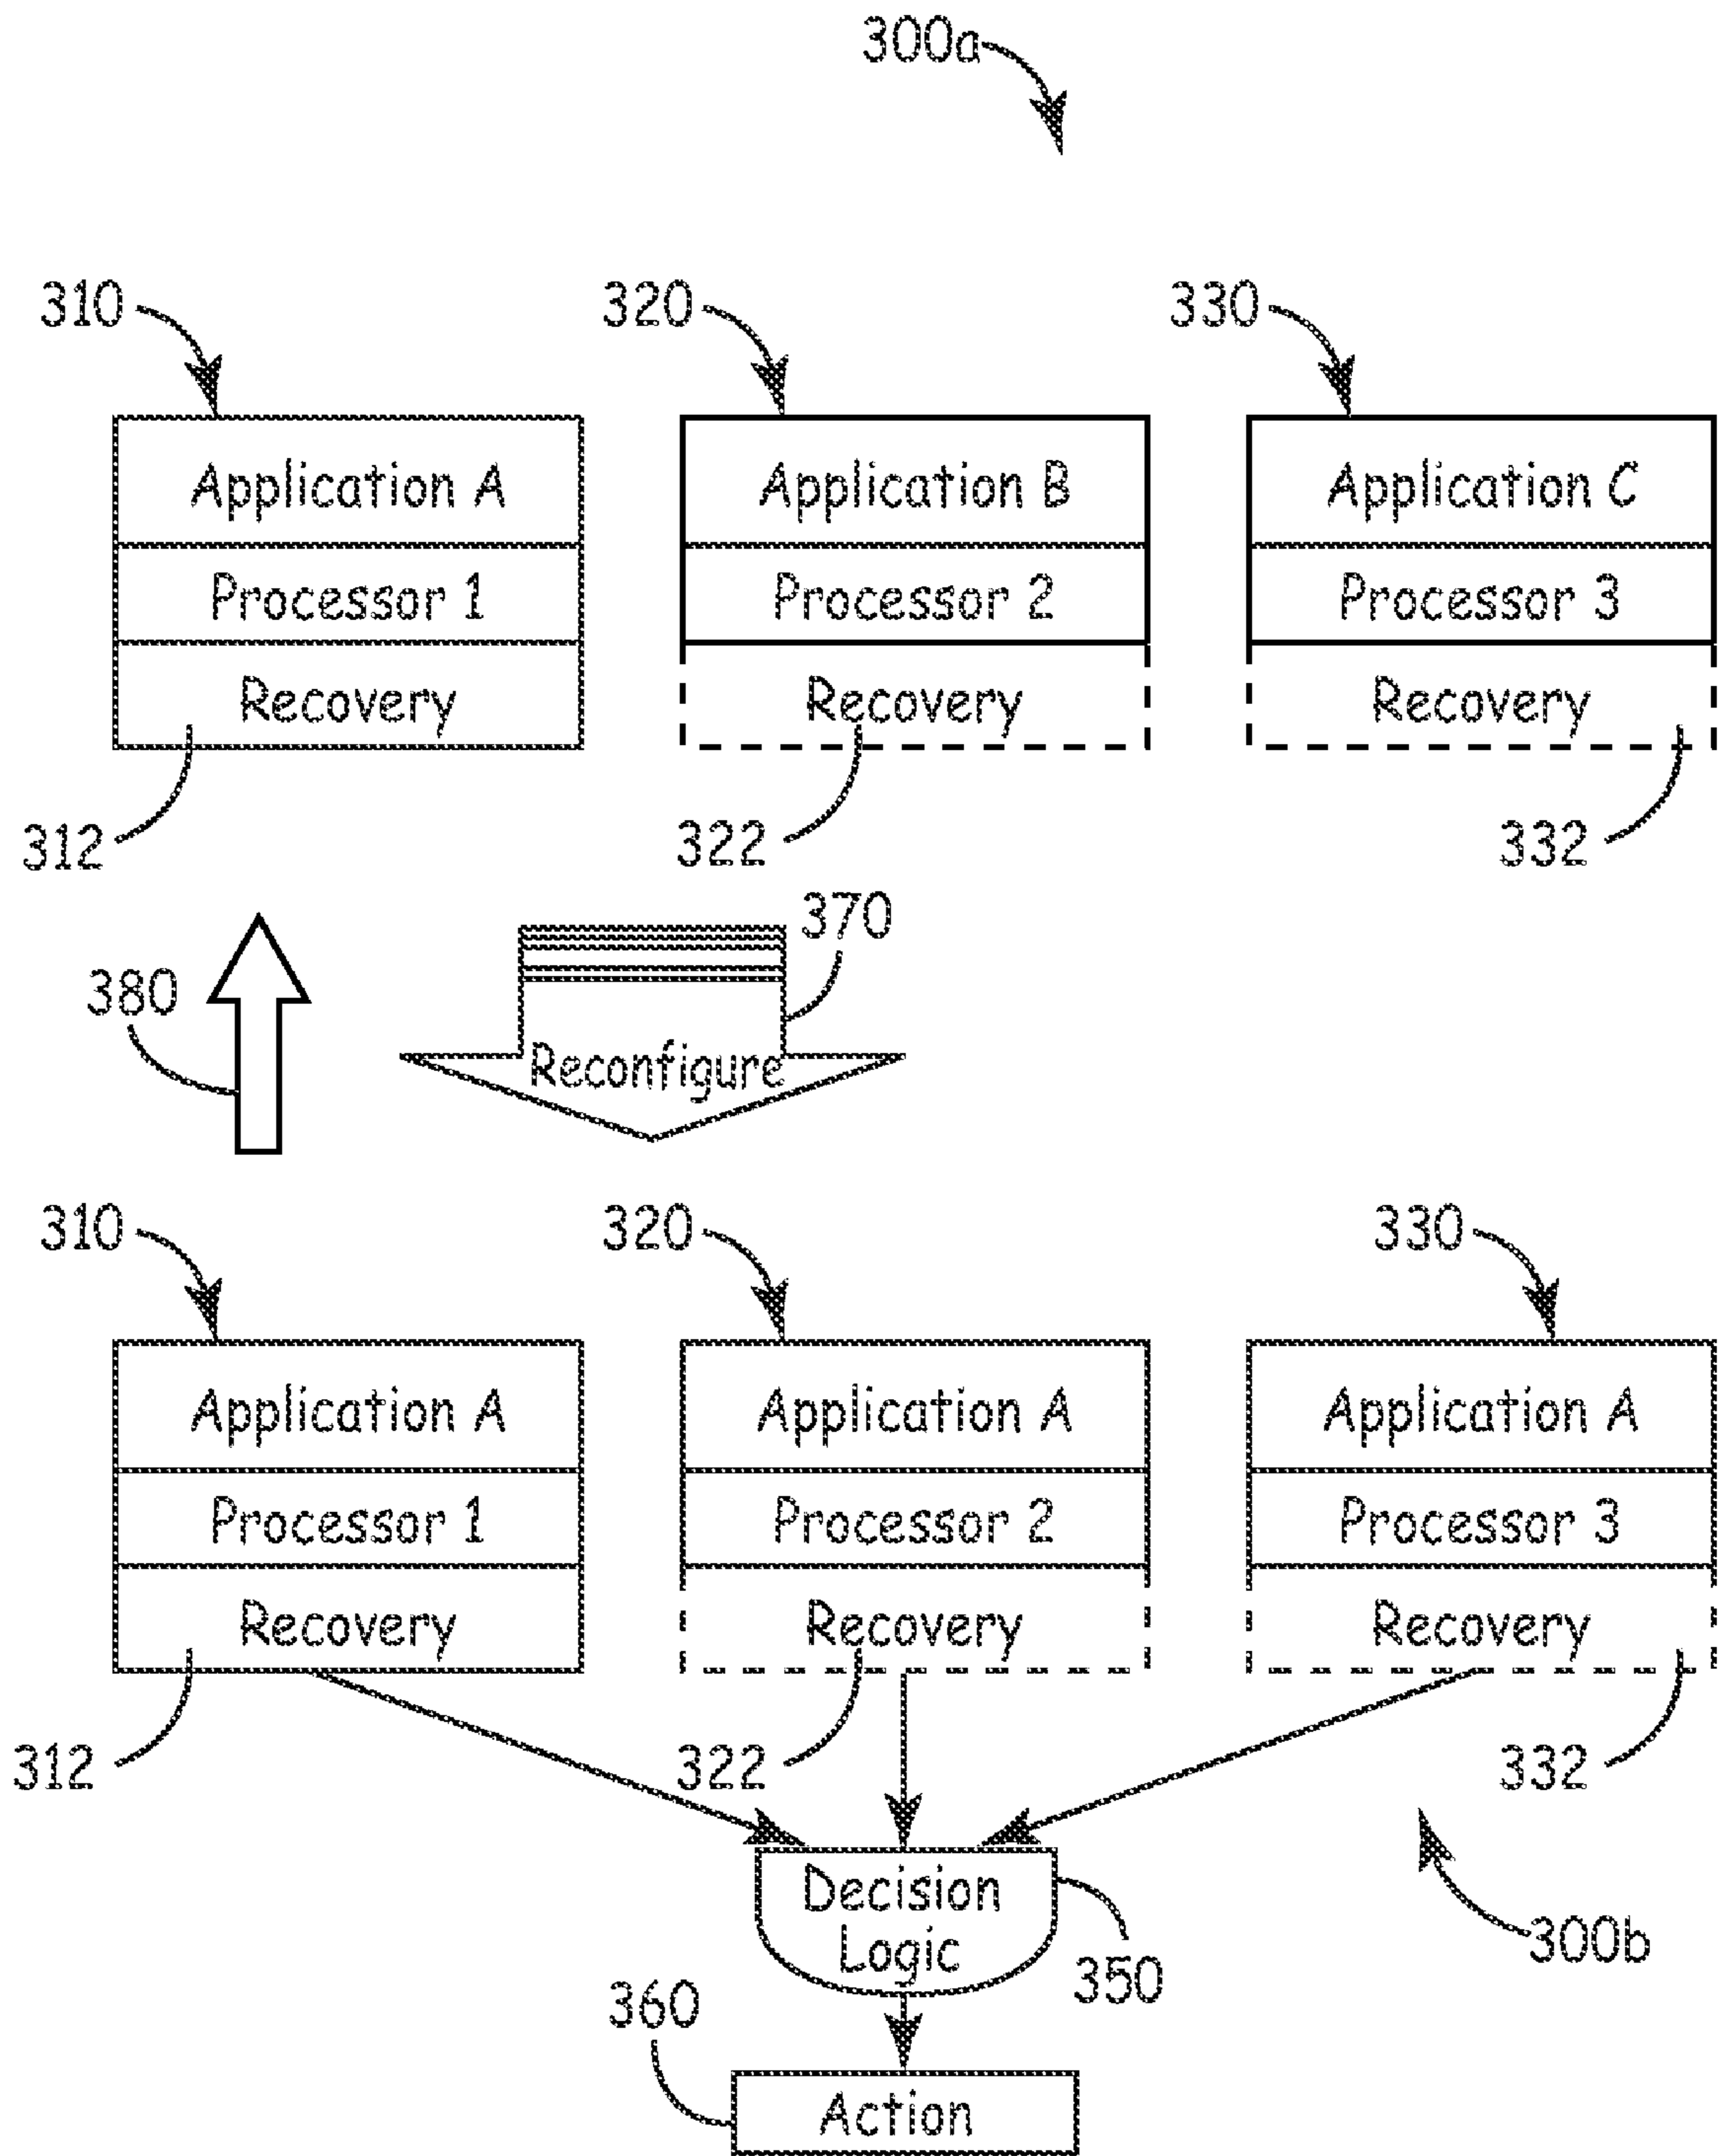 300a
310 320 330
Application A Application B Application C
Processor 1 Processor 2 Processor 3
Recovery Recovery Recovery
312 322 332
370
380
Reconfigure
310 320 330
Application A Application A Application A
Processor 1 Processor 2 Processor 3
Recovery Recovery Recovery
312 322 332
Decision
Logic
300b
350
360
Action